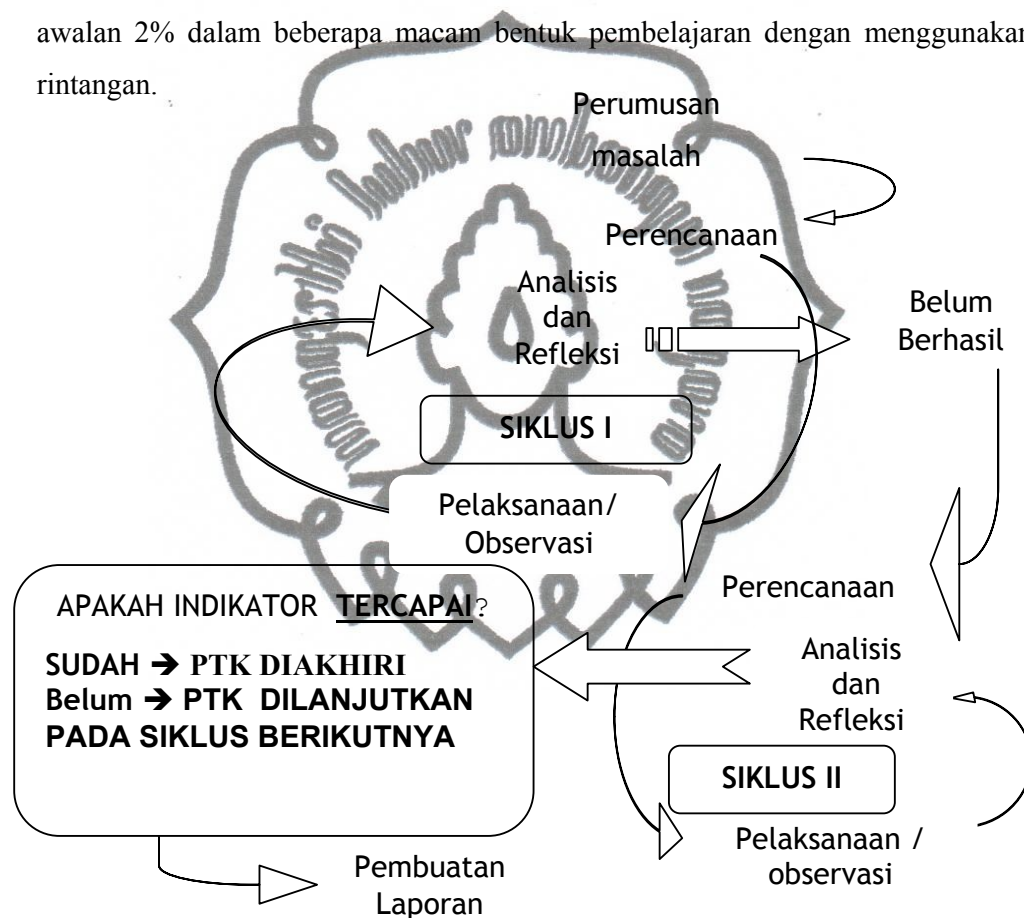 awalan 2% dalam beberapa macam bentuk pembelajaran dengan menggunakan
rintangan.
Perumusan
masalah
Perencanaan
Analisis
dan
Refleksi
Belum
Berhasil
SIKLUS I
Pelaksanaan/
Observasi
Perencanaan
APAKAH INDIKATOR TERCAPAI?
SUDAH ➔ PTK DIAKHIRI
Belum ➔ PTK DILANJUTKAN
PADA SIKLUS BERIKUTNYA
Analisis
dan
Refleksi
SIKLUS II
Pelaksanaan /
observasi
Pembuatan
Laporan